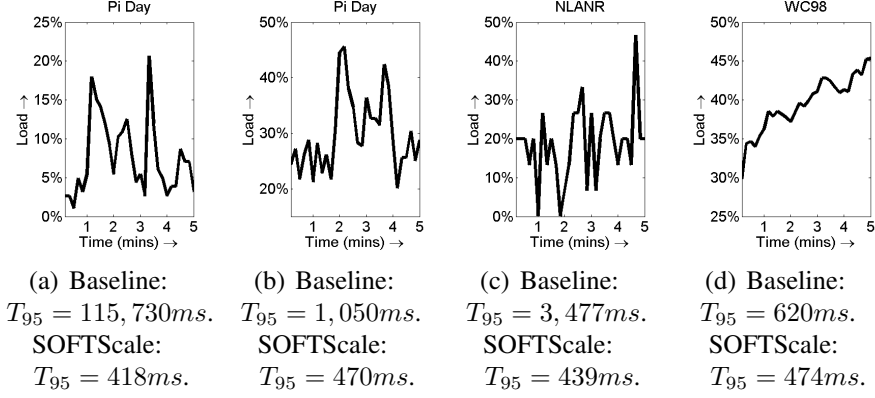 Pi Day
25%
20%
15%
10%
5%
0%
Load →
1 2 3 4 5
Time (mins) →
(a) Baseline:
T95 = 115, 730ms.
SOFTScale:
T95 = 418ms.
Pi Day
50%
40%
30%
20%
Load →
1 2 3 4 5
Time (mins) →
(b) Baseline:
T95 = 1, 050ms.
SOFTScale:
T95 = 470ms.
NLANR
50%
40%
30%
20%
10%
0%
Load →
1 2 3 4 5
Time (mins) →
(c) Baseline:
T95 = 3, 477ms.
SOFTScale:
T95 = 439ms.
WC98
50%
45%
40%
35%
30%
25%
Load →
1 2 3 4 5
Time (mins) →
(d) Baseline:
T95 = 620ms.
SOFTScale:
T95 = 474ms.